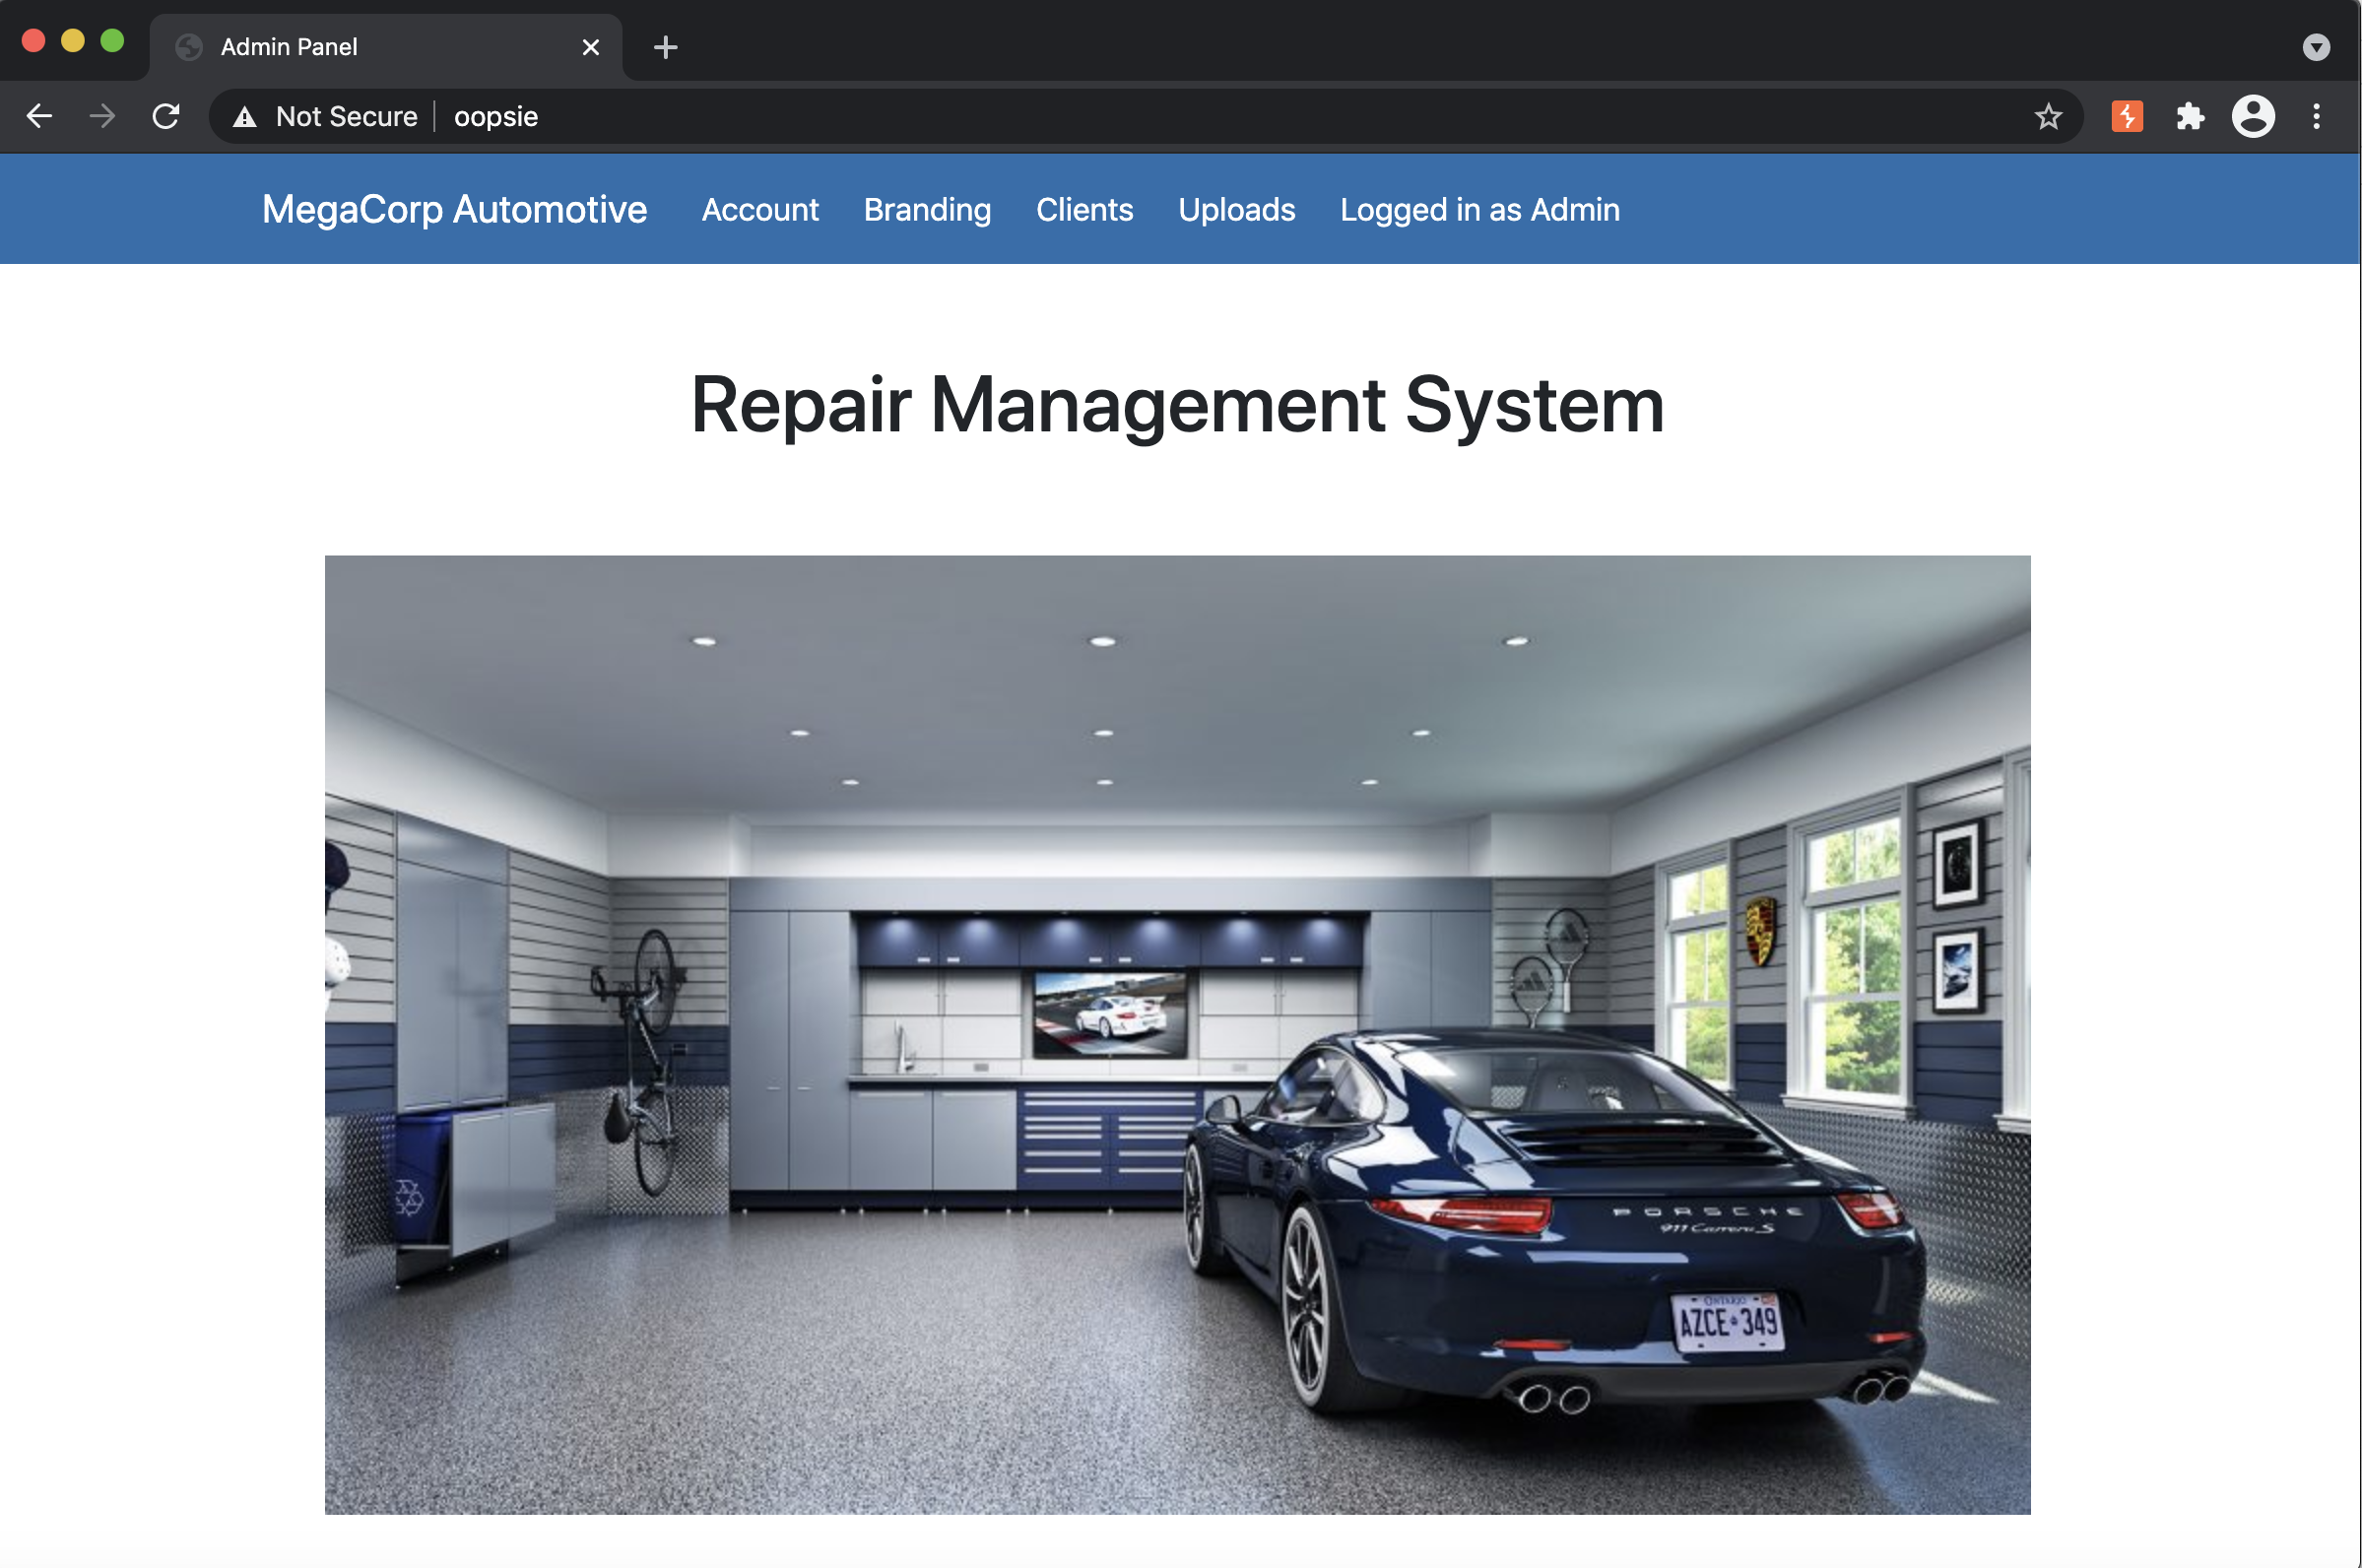 Admin Panel
Not Secure
oopsie
MegaCorp Automotive Account Branding Clients Uploads Logged in as Admin
Repair Management System
PORSCHE
911 Carrera S
ONTARIO
AZCE 349